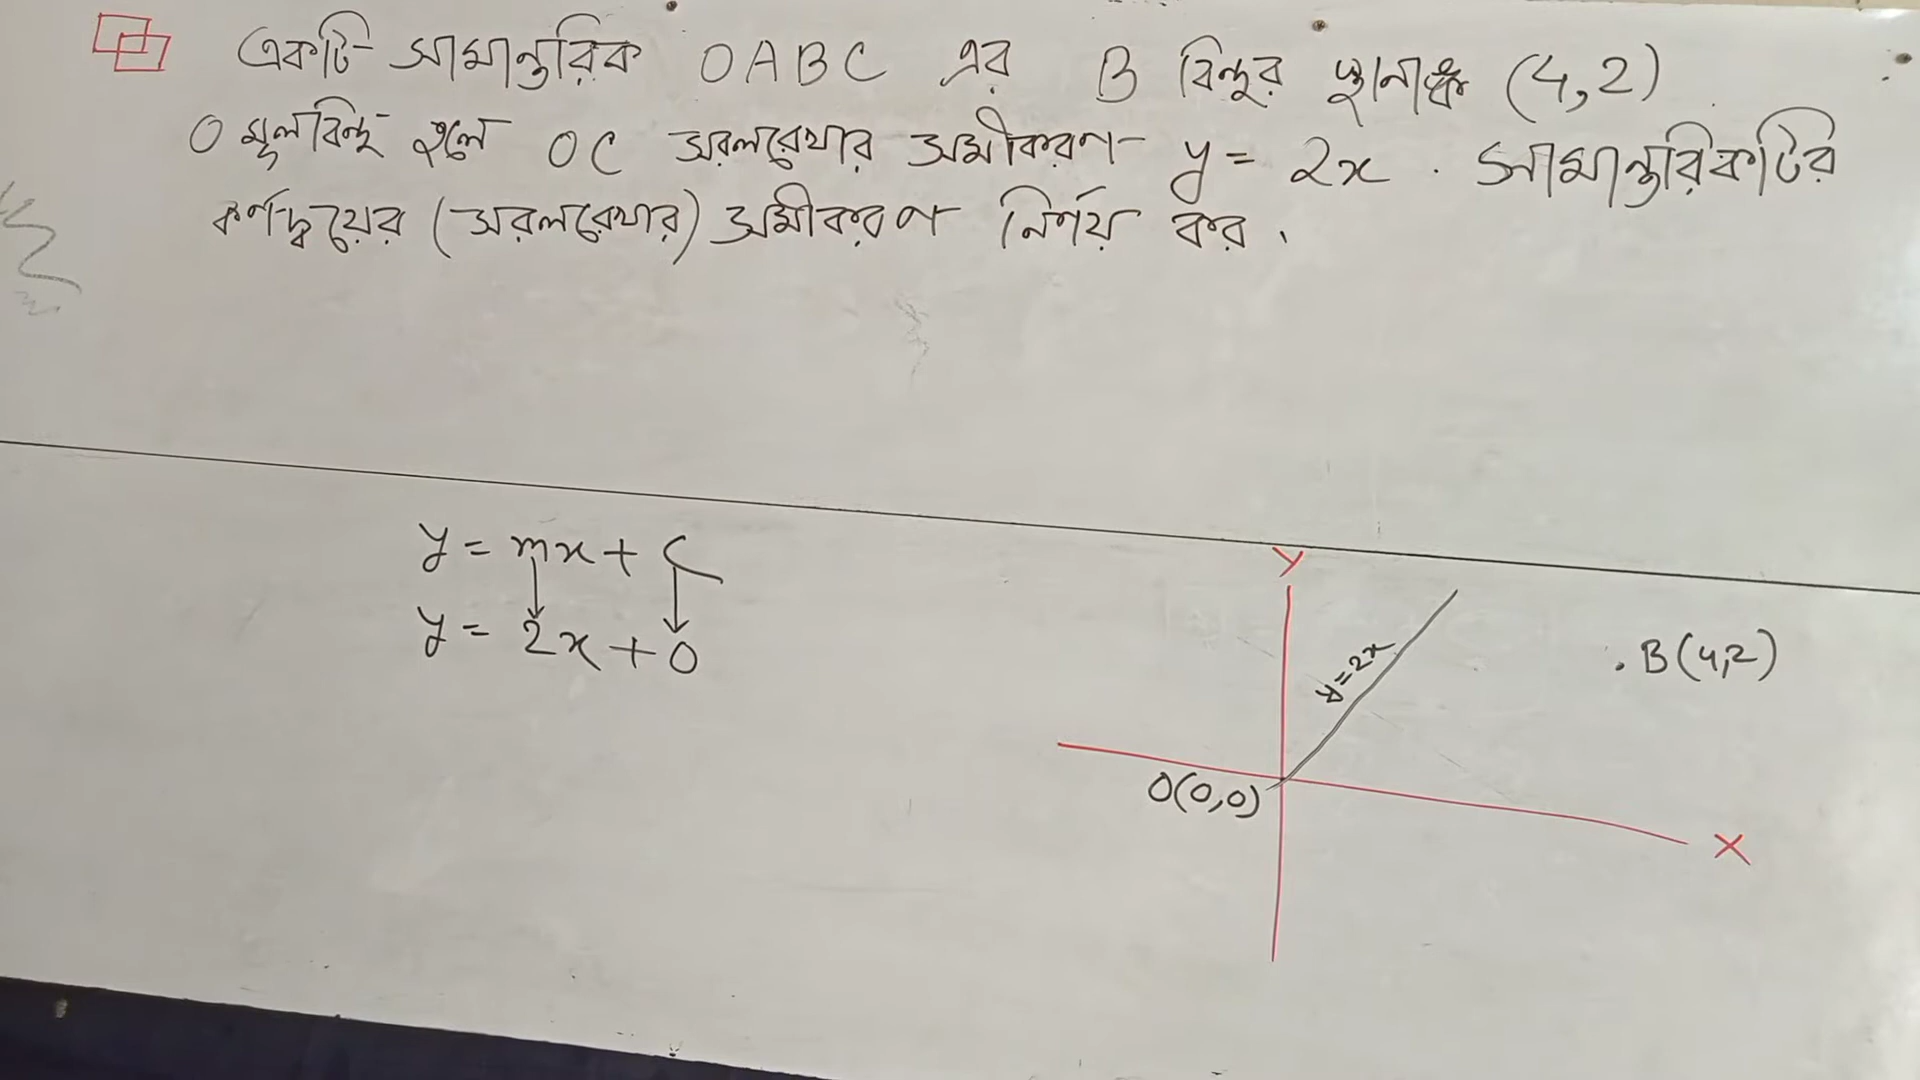 একটি সামান্তরিক OABC এর B বিন্দুর স্থানাঙ্ক (4,2)
O মূলবিন্দু হলে OC সরলরেখার সমীকরণ y = 2x . সামান্তরিকটির
কর্ণদ্বয়ের (সরলরেখার) সমীকরণ নির্ণয় কর .
y = mx + c
y = 2x + 0
Y
y=2x
. B(4,2)
O(0,0)
X